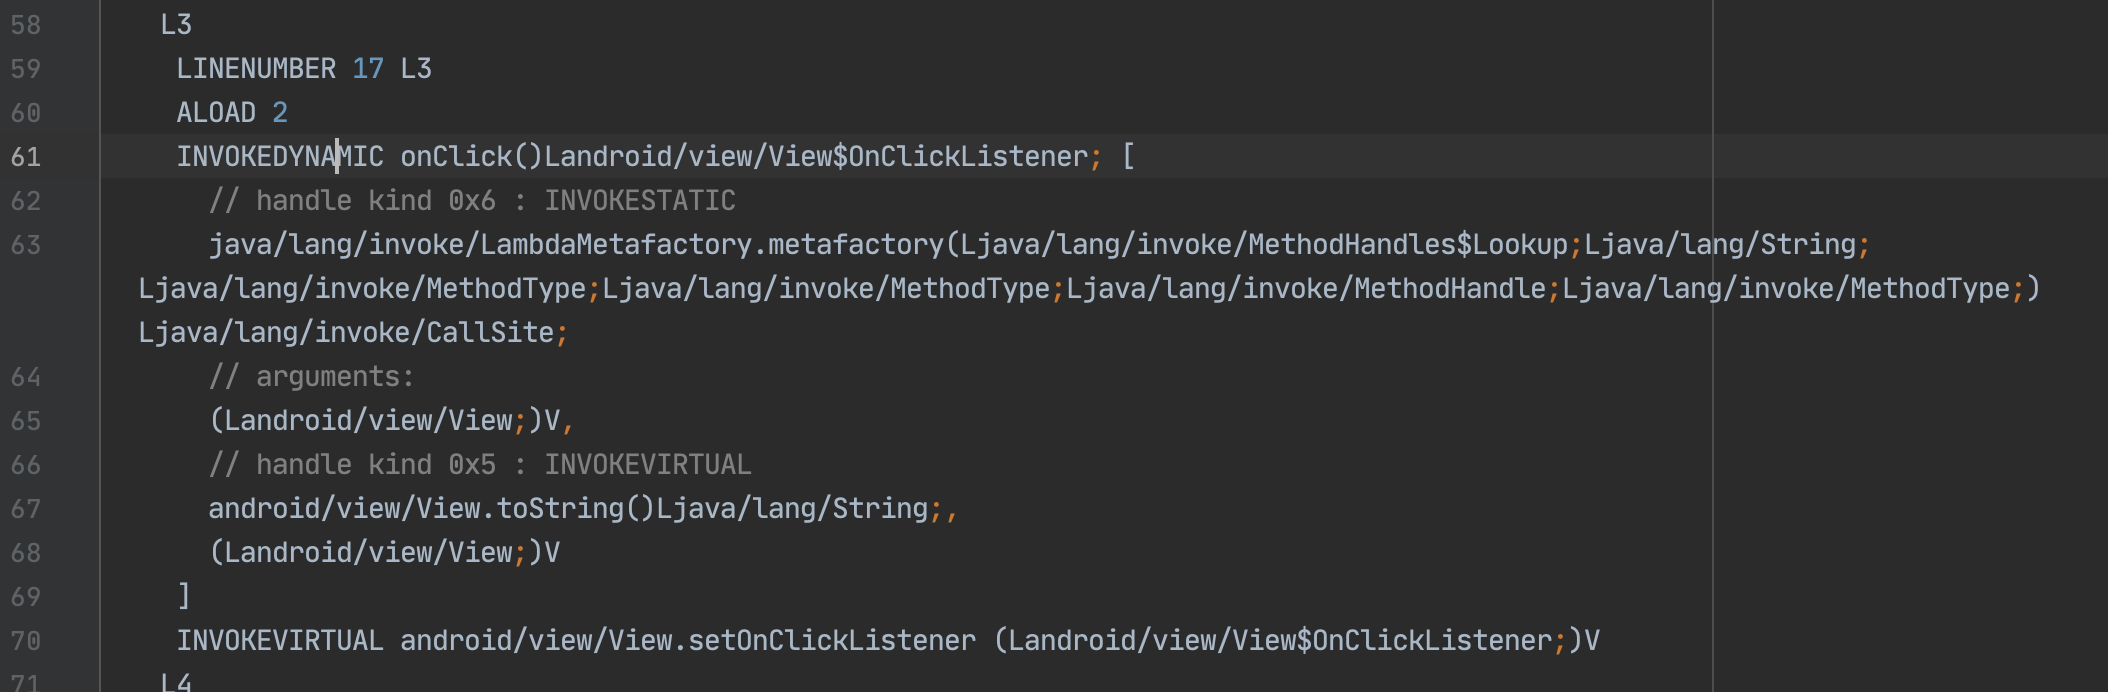 58 L3
59 LINENUMBER 17 L3
60 ALOAD 2
61 INVOKEDYNAMIC onClick()Landroid/view/View$OnClickListener; [
62 // handle kind 0x6 : INVOKESTATIC
63 java/lang/invoke/LambdaMetafactory.metafactory(Ljava/lang/invoke/MethodHandles$Lookup;Ljava/lang/String;
Ljava/lang/invoke/MethodType;Ljava/lang/invoke/MethodType;Ljava/lang/invoke/MethodHandle;Ljava/lang/invoke/MethodType;)
Ljava/lang/invoke/CallSite;
64 // arguments:
65 (Landroid/view/View;)V,
66 // handle kind 0x5 : INVOKEVIRTUAL
67 android/view/View.toString()Ljava/lang/String;,
68 (Landroid/view/View;)V
69 ]
70 INVOKEVIRTUAL android/view/View.setOnClickListener (Landroid/view/View$OnClickListener;)V
71 L4